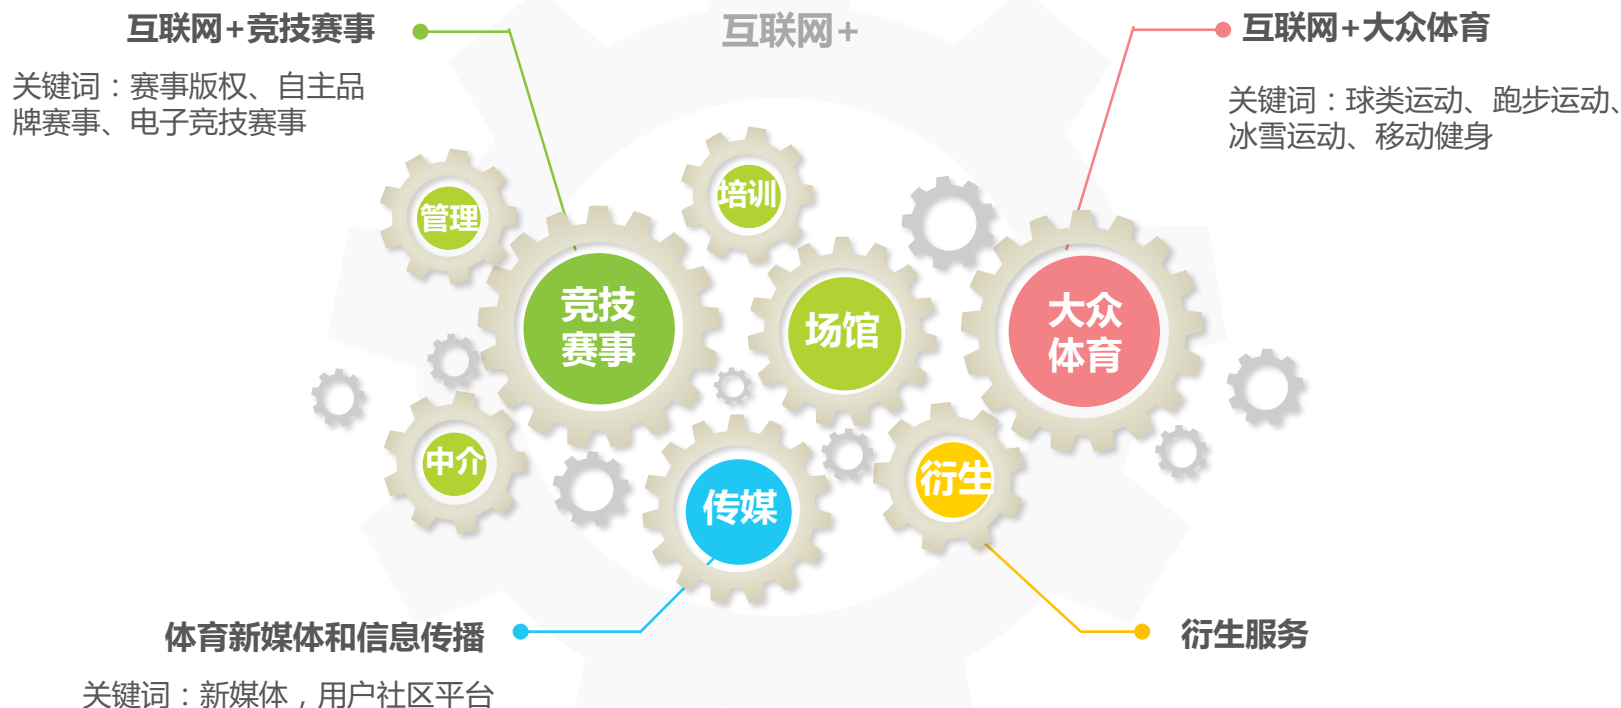 互联网+竞技赛事
互联网+
互联网+大众体育
关键词：赛事版权、自主品
牌赛事、电子竞技赛事
关键词：球类运动、跑步运动、
冰雪运动、移动健身
管理
培训
竞技
赛事
场馆
大众
体育
中介
传媒
衍生
体育新媒体和信息传播
衍生服务
关键词：新媒体，用户社区平台